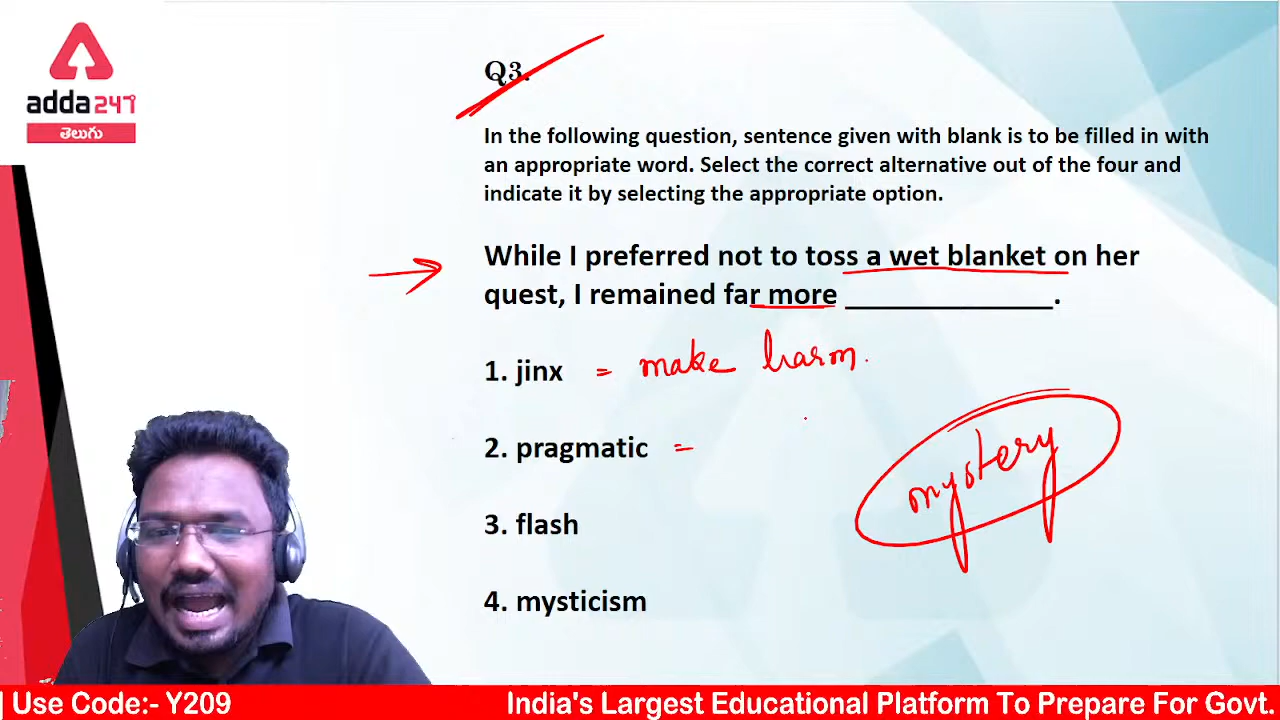 adda247
తెలుగు
Q3.
In the following question, sentence given with blank is to be filled in with
an appropriate word. Select the correct alternative out of the four and
indicate it by selecting the appropriate option.
While I preferred not to toss a wet blanket on her
quest, I remained far more ______________.
1. jinx = make harm.
2. pragmatic =
mystery
3. flash
4. mysticism
| Use Code:- Y209
India's Largest Educational Platform To Prepare For Govt.